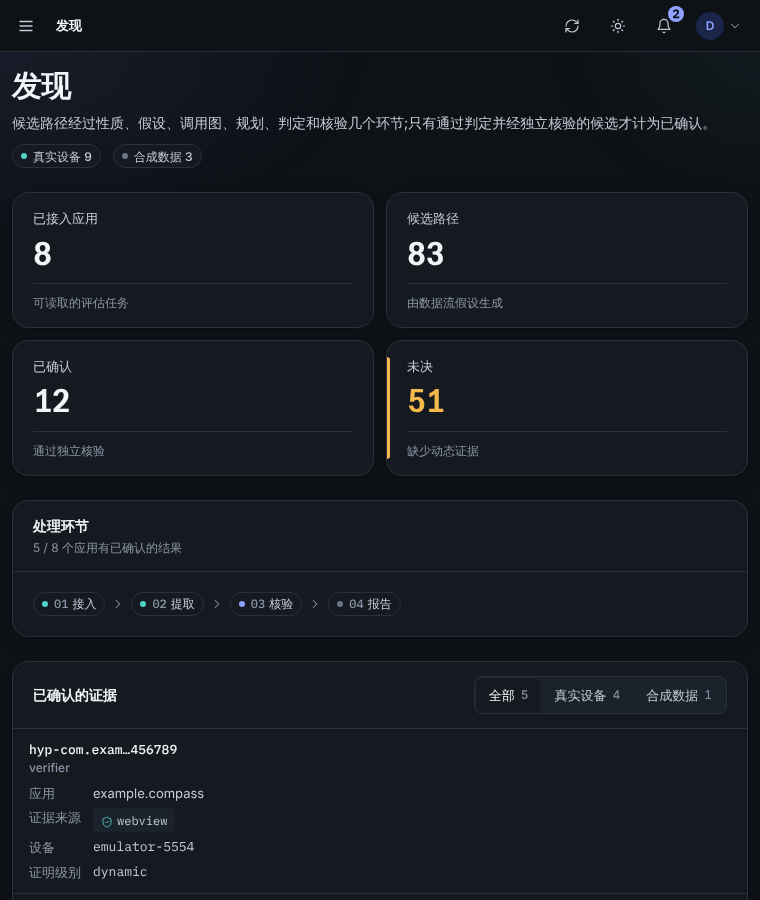 发现
2
D
发现
候选路径经过性质、假设、调用图、规划、判定和核验几个环节;只有通过判定并经独立核验的候选才计为已确认。
真实设备 9
合成数据 3
已接入应用
8
可读取的评估任务
候选路径
83
由数据流假设生成
已确认
12
通过独立核验
未决
51
缺少动态证据
处理环节
5 / 8 个应用有已确认的结果
01 接入
02 提取
03 核验
04 报告
已确认的证据
全部 5
真实设备 4
合成数据 1
hyp-com.exam…456789
verifier
应用 example.compass
证据来源 webview
设备 emulator-5554
证明级别 dynamic